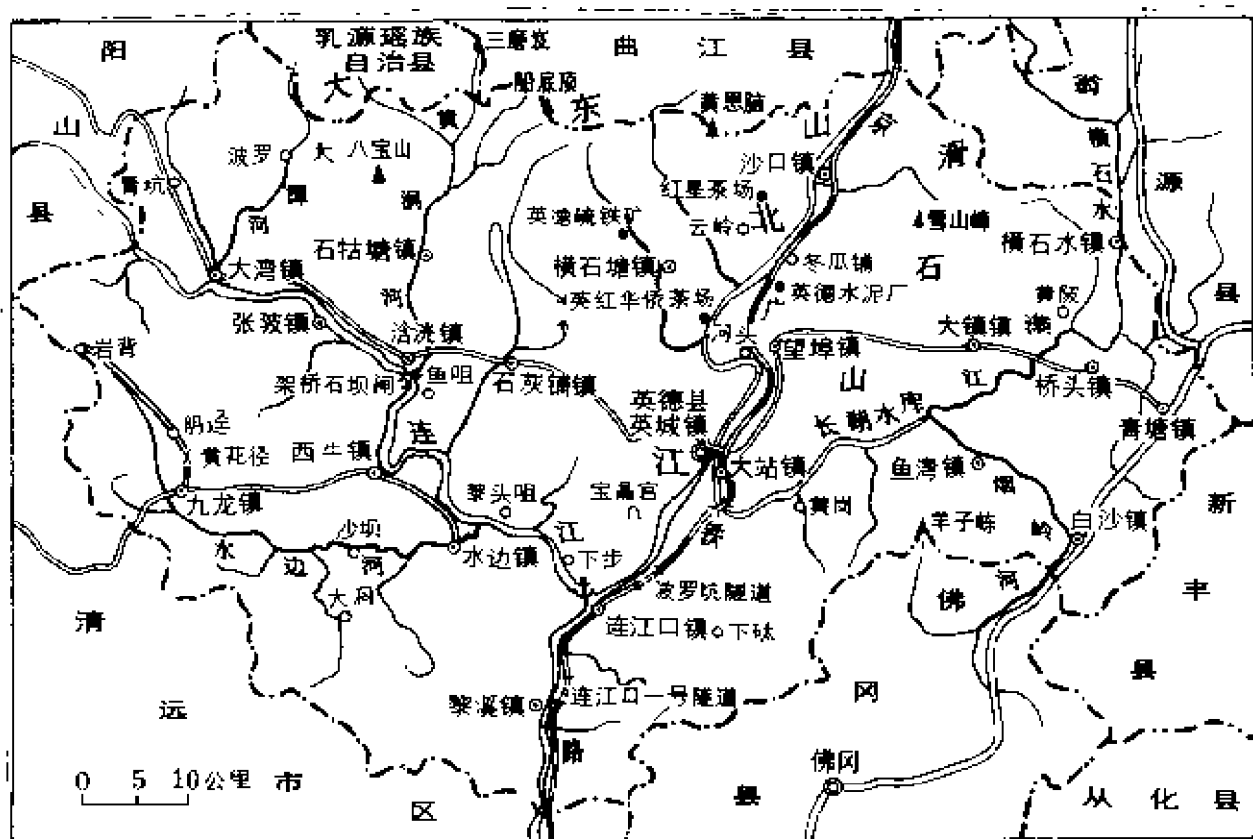 阳
山
县
乳源瑶族
自治县
曲江县
三磨岌
船底顶
大东山
黄思脑
京
滑
翁
源
县
波罗
大
潭
河
八宝山
黄
洞
河
青坑
沙口镇
红星茶场
云岭
北
英德硫铁矿
雪山嶂
横
石
水
横石水镇
石牯塘镇
横石塘镇
冬瓜铺
石
英红华侨茶场
英德水泥厂
黄陂
大湾镇
张陂镇
浛洸镇
河头
望埠镇
大镇镇
滃
江
岩背
架桥石坝闸
鱼咀
石灰铺镇
山
桥头镇
英德县
英城镇
长湖水库
青塘镇
黄花径
西牛镇
连
江
江
大站镇
鱼湾镇
烟
岭
河
九龙镇
黎头咀
宝晶宫
黄岗
羊子栋
白沙镇
新
丰
县
水
边
河
沙坝
水边镇
下步
波罗坑隧道
佛
冈
县
清
远
市
区
连江口镇
下砵
黎溪镇
连江口一号隧道
路
佛冈
0 5 10公里
从化县